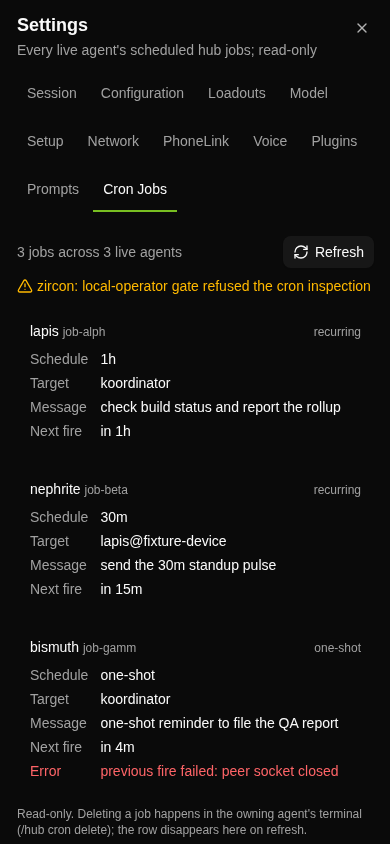 Settings
Every live agent's scheduled hub jobs; read-only
Session Configuration Loadouts Model
Setup Network PhoneLink Voice Plugins
Prompts Cron Jobs
3 jobs across 3 live agents Refresh
zircon: local-operator gate refused the cron inspection
lapis job-alph recurring
Schedule 1h
Target koordinator
Message check build status and report the rollup
Next fire in 1h
nephrite job-beta recurring
Schedule 30m
Target lapis@fixture-device
Message send the 30m standup pulse
Next fire in 15m
bismuth job-gamm one-shot
Schedule one-shot
Target koordinator
Message one-shot reminder to file the QA report
Next fire in 4m
Error previous fire failed: peer socket closed
Read-only. Deleting a job happens in the owning agent's terminal
(/hub cron delete); the row disappears here on refresh.